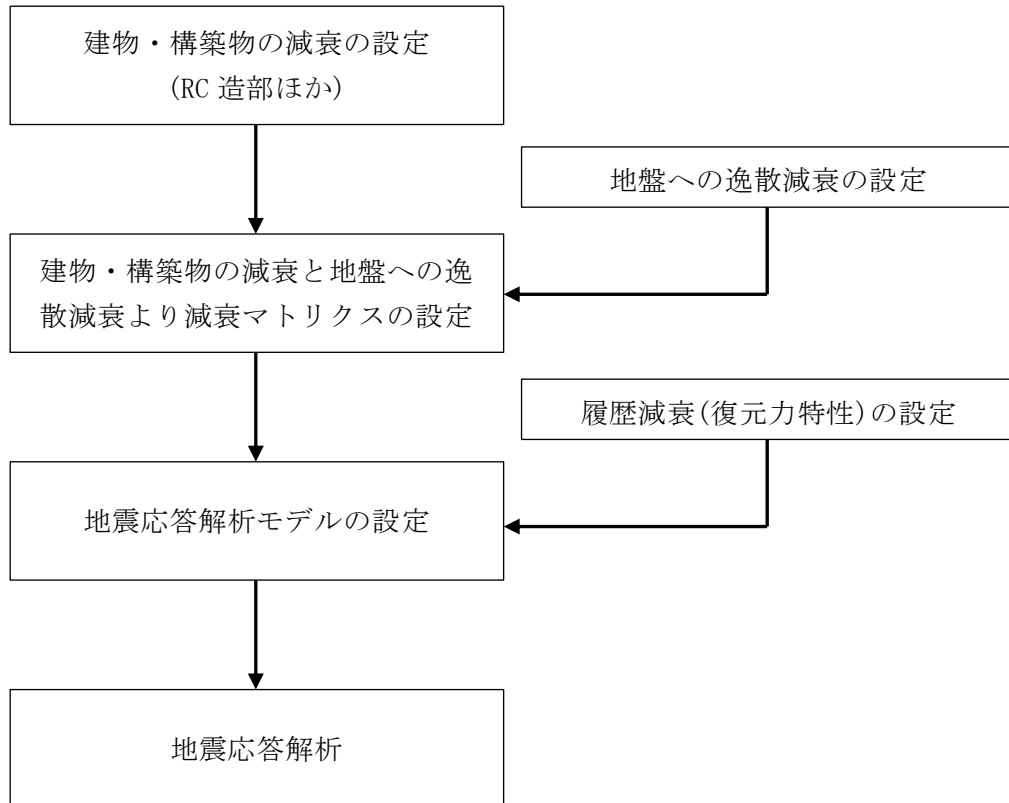 建物・構築物の減衰の設定
(RC 造部ほか)
地盤への逸散減衰の設定
建物・構築物の減衰と地盤への逸
散減衰より減衰マトリクスの設定
履歴減衰(復元力特性)の設定
地震応答解析モデルの設定
地震応答解析